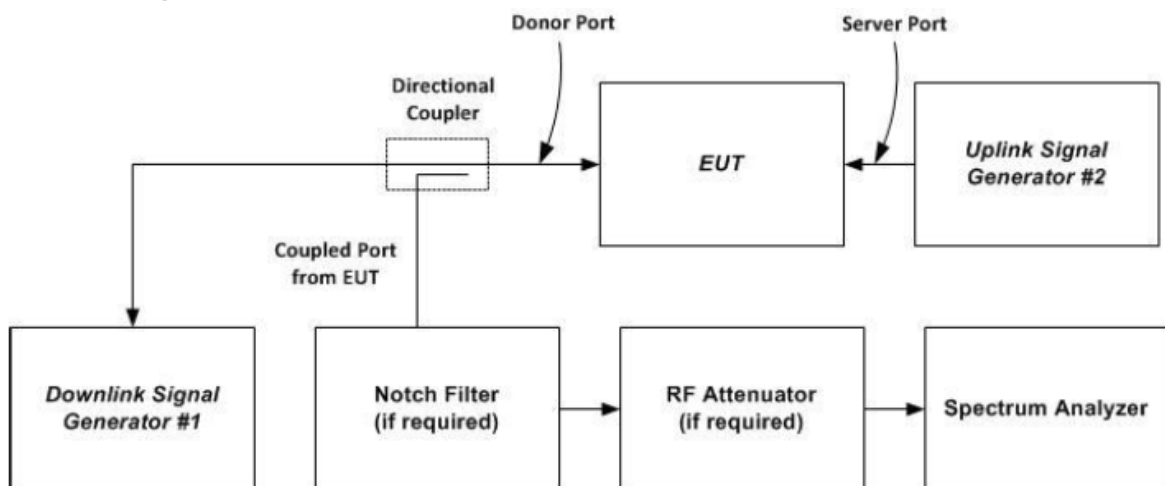 Donor Port
Server Port
Directional
Coupler
EUT
Uplink Signal
Generator #2
Coupled Port
from EUT
Downlink Signal
Generator #1
Notch Filter
(if required)
RF Attenuator
(if required)
Spectrum Analyzer